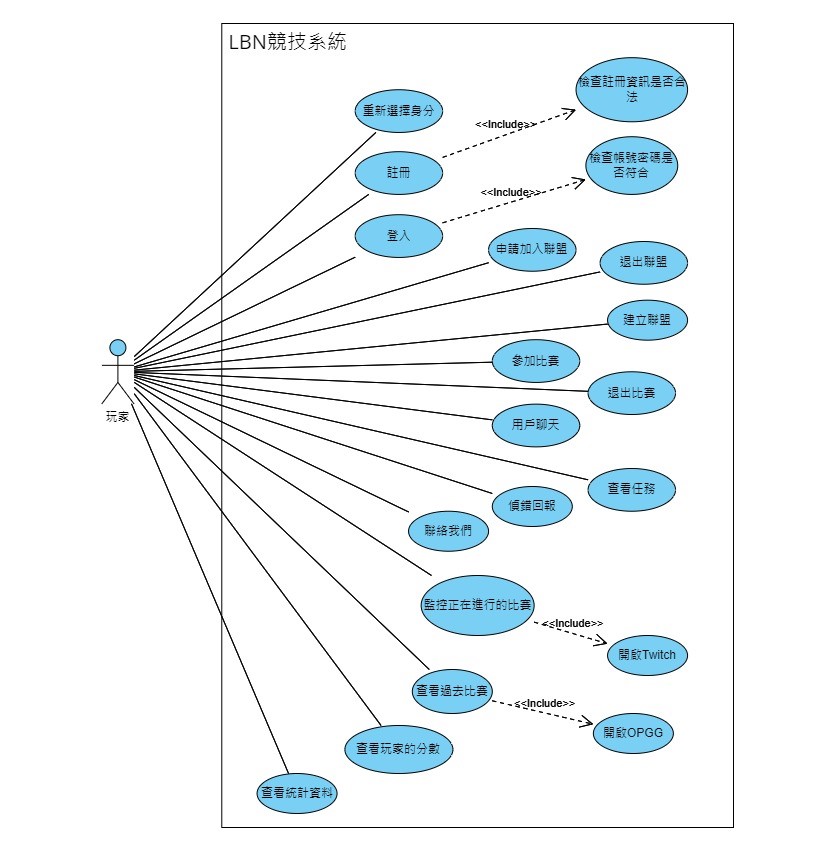 LBN競技系統
檢查註冊資訊是否合
法
重新選擇身分
<<Include>>
檢查帳號密碼是
否符合
註冊
<<Include>>
登入
申請加入聯盟
退出聯盟
建立聯盟
參加比賽
退出比賽
玩家
用戶聊天
查看任務
偵錯回報
聯絡我們
監控正在進行的比賽
<<Include>>
開啟Twitch
查看過去比賽
<<Include>>
開啟OPGG
查看玩家的分數
查看統計資料